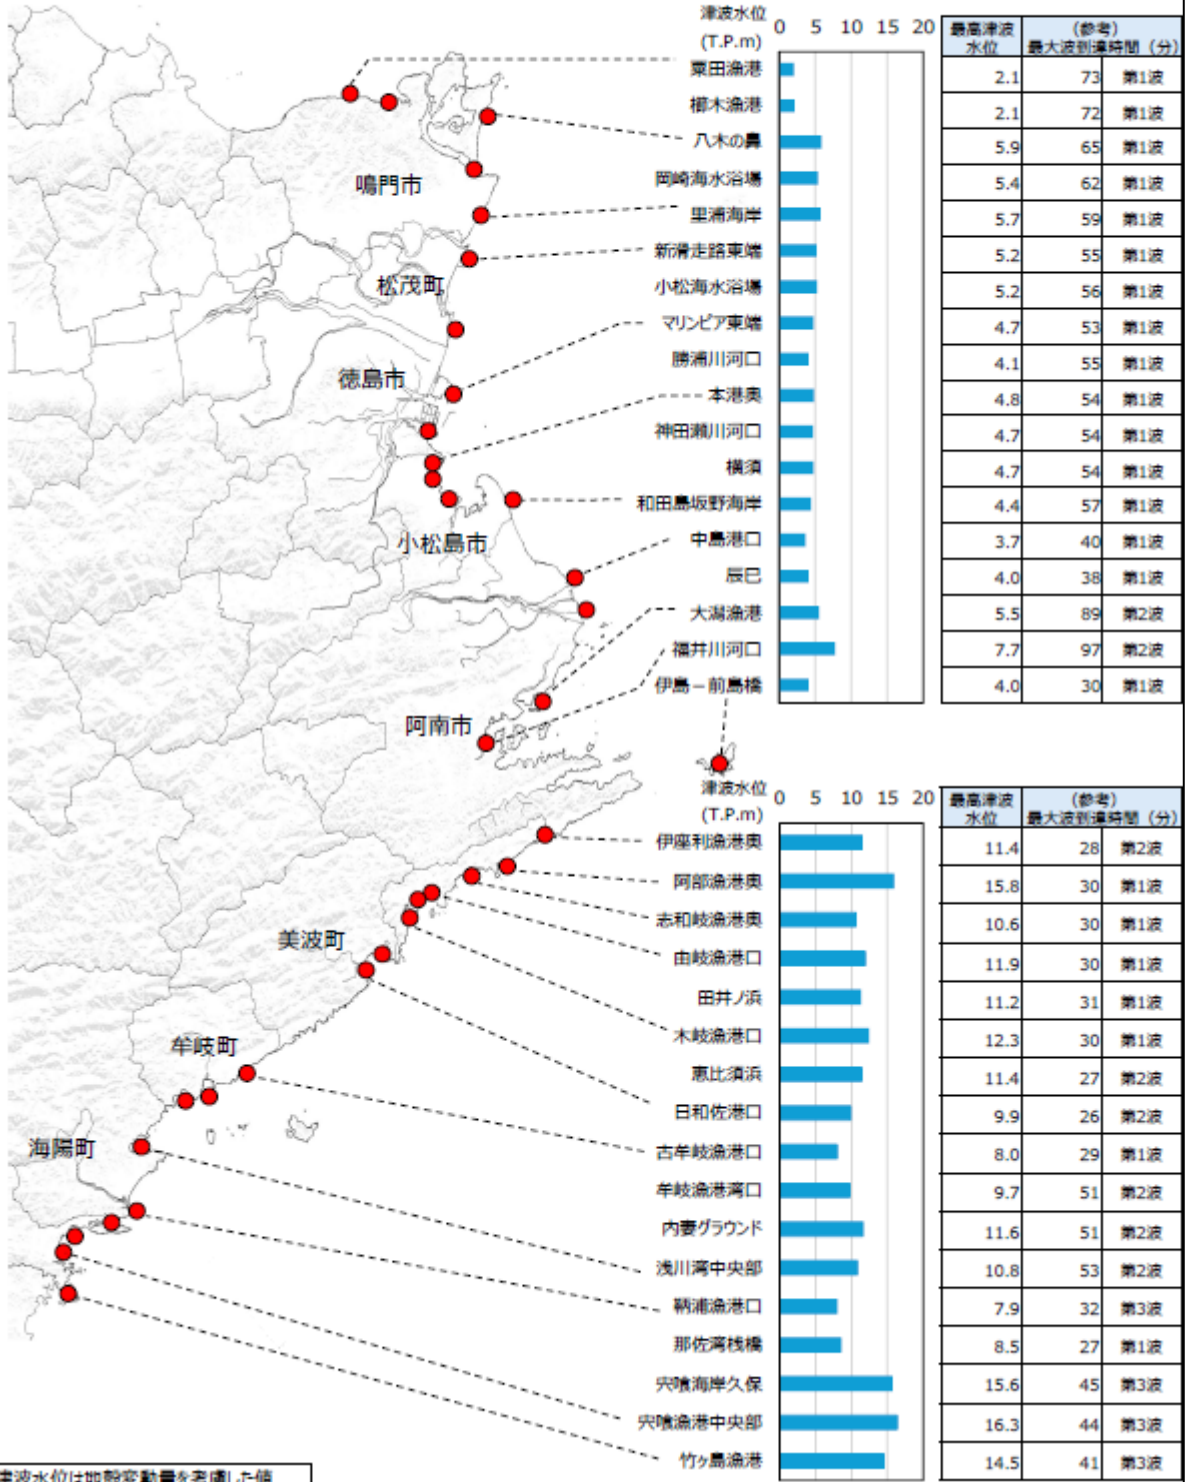 津波水位 0 5 10 15 20 最高津波 (参考)
(T.P.m) 水位 最大波到達時間（分）
粟田漁港 2.1 73 第1波
櫛木漁港 2.1 72 第1波
八木の鼻 5.9 65 第1波
岡崎海水浴場 5.4 62 第1波
里浦海岸 5.7 59 第1波
新滑走路東端 5.2 55 第1波
小松海水浴場 5.2 56 第1波
マリンピア東端 4.7 53 第1波
勝浦川河口 4.1 55 第1波
本港奥 4.8 54 第1波
神田瀬川河口 4.7 54 第1波
横須 4.7 54 第1波
和田島坂野海岸 4.4 57 第1波
中島港口 3.7 40 第1波
辰巳 4.0 38 第1波
大潟漁港 5.5 89 第2波
福井川河口 7.7 97 第2波
伊島－前島橋 4.0 30 第1波
鳴門市
松茂町
徳島市
小松島市
阿南市
津波水位 0 5 10 15 20 最高津波 (参考)
(T.P.m) 水位 最大波到達時間（分）
伊座利漁港奥 11.4 28 第2波
阿部漁港奥 15.8 30 第1波
志和岐漁港奥 10.6 30 第1波
由岐漁港口 11.9 30 第1波
田井ノ浜 11.2 31 第1波
木岐漁港口 12.3 30 第1波
恵比須浜 11.4 27 第2波
日和佐港口 9.9 26 第2波
古牟岐漁港口 8.0 29 第1波
牟岐漁港湾口 9.7 51 第2波
内妻グラウンド 11.6 51 第2波
浅川湾中央部 10.8 53 第2波
鞆浦漁港口 7.9 32 第3波
那佐湾桟橋 8.5 27 第1波
宍喰海岸久保 15.6 45 第3波
宍喰漁港中央部 16.3 44 第3波
竹ヶ島漁港 14.5 41 第3波
美波町
牟岐町
海陽町
津波水位は地殻変動量を考慮した値